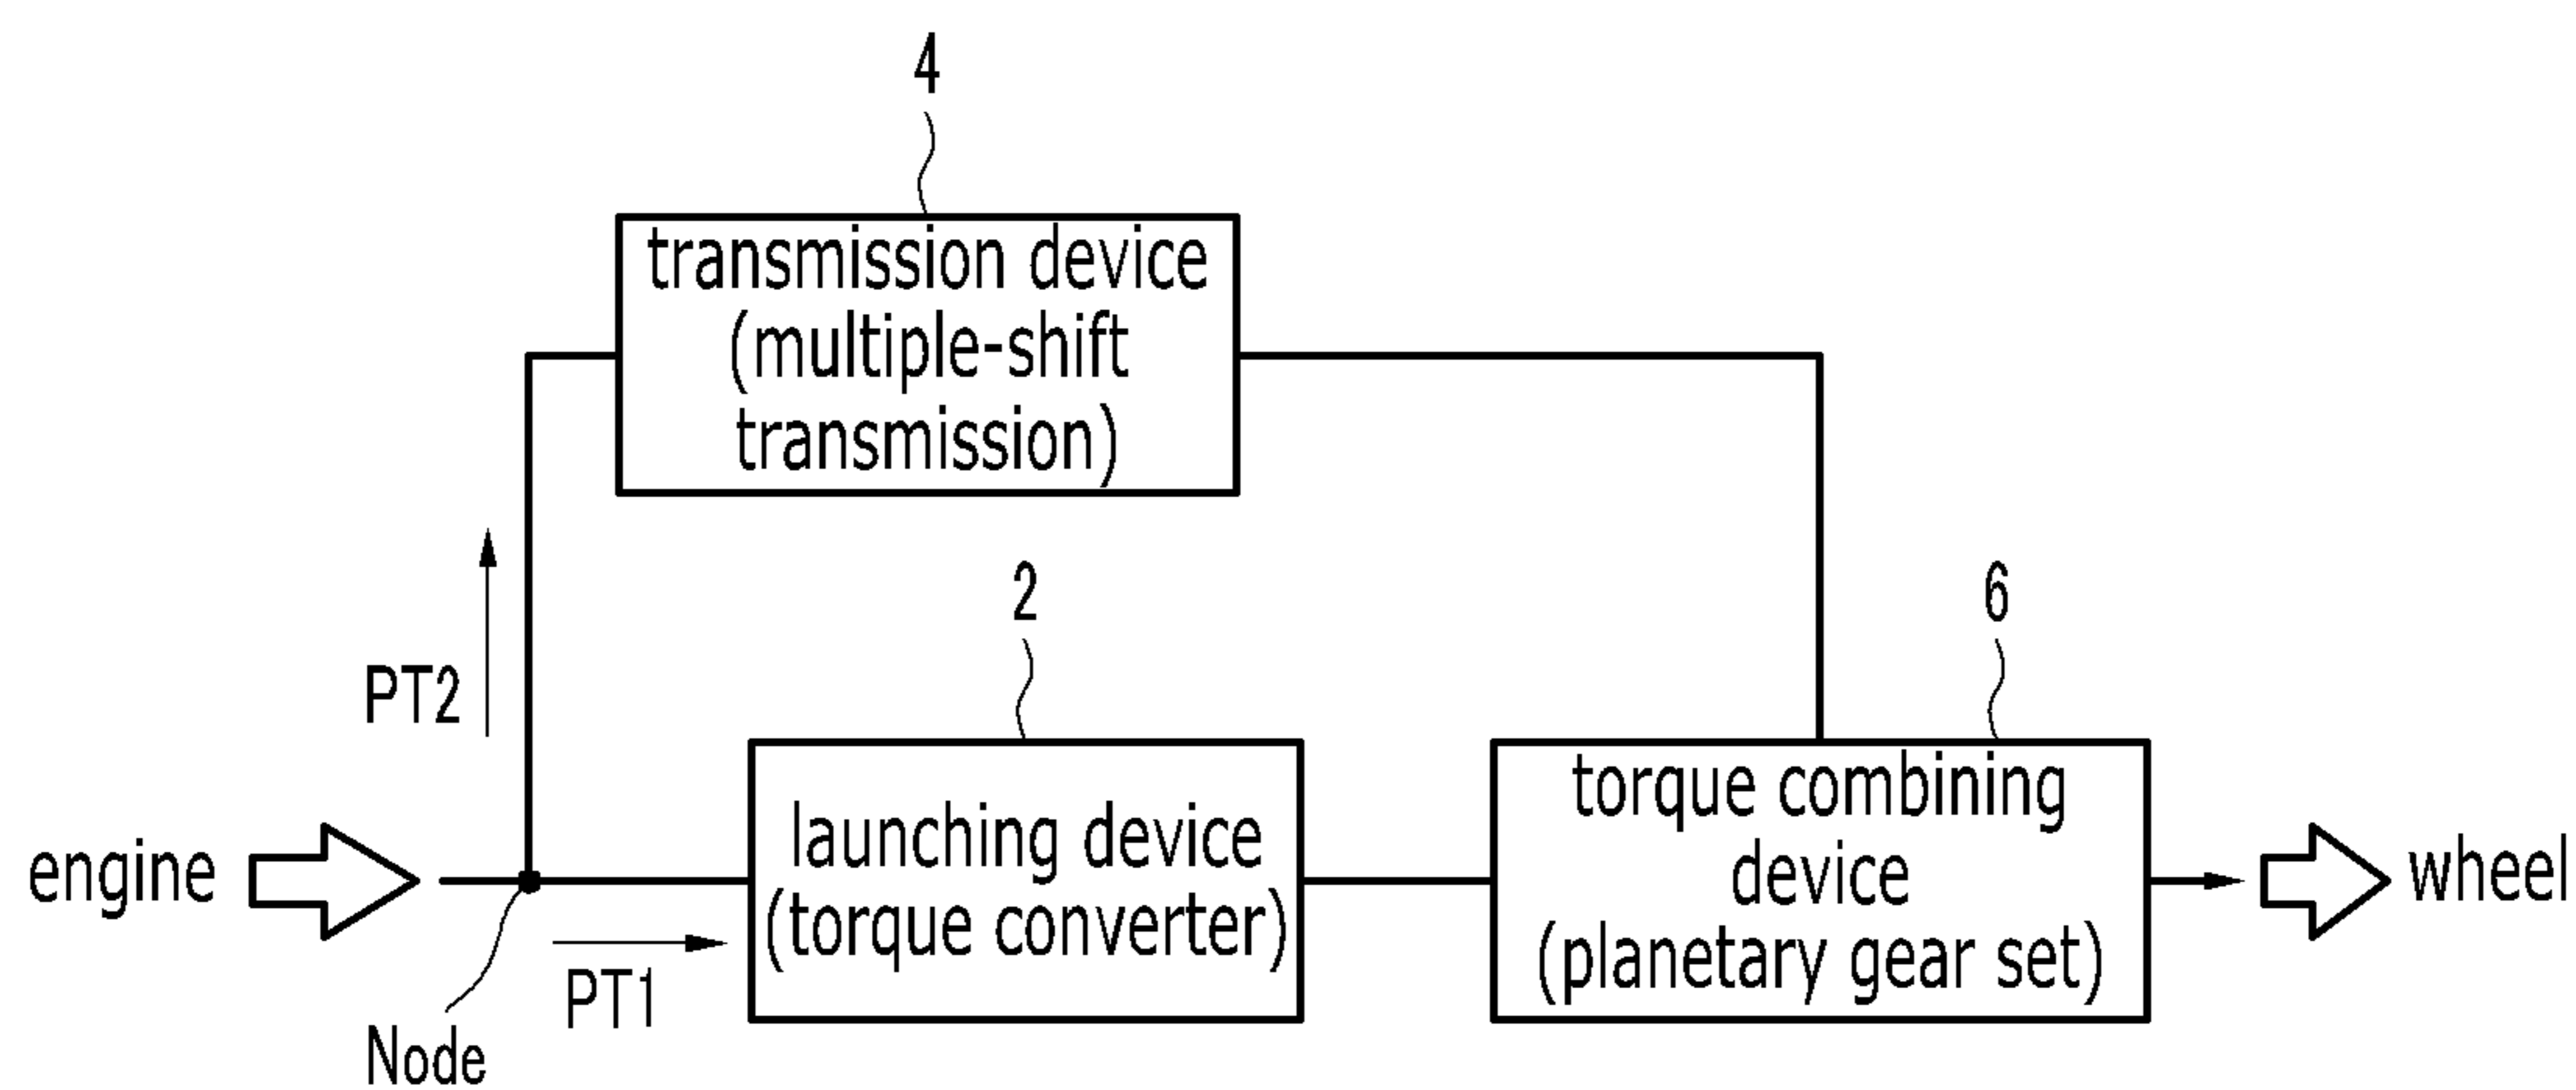 4
transmission device
(multiple-shift
transmission)
2
6
PT2
engine
launching device
(torque converter)
torque combining
device
(planetary gear set)
wheel
PT1
Node